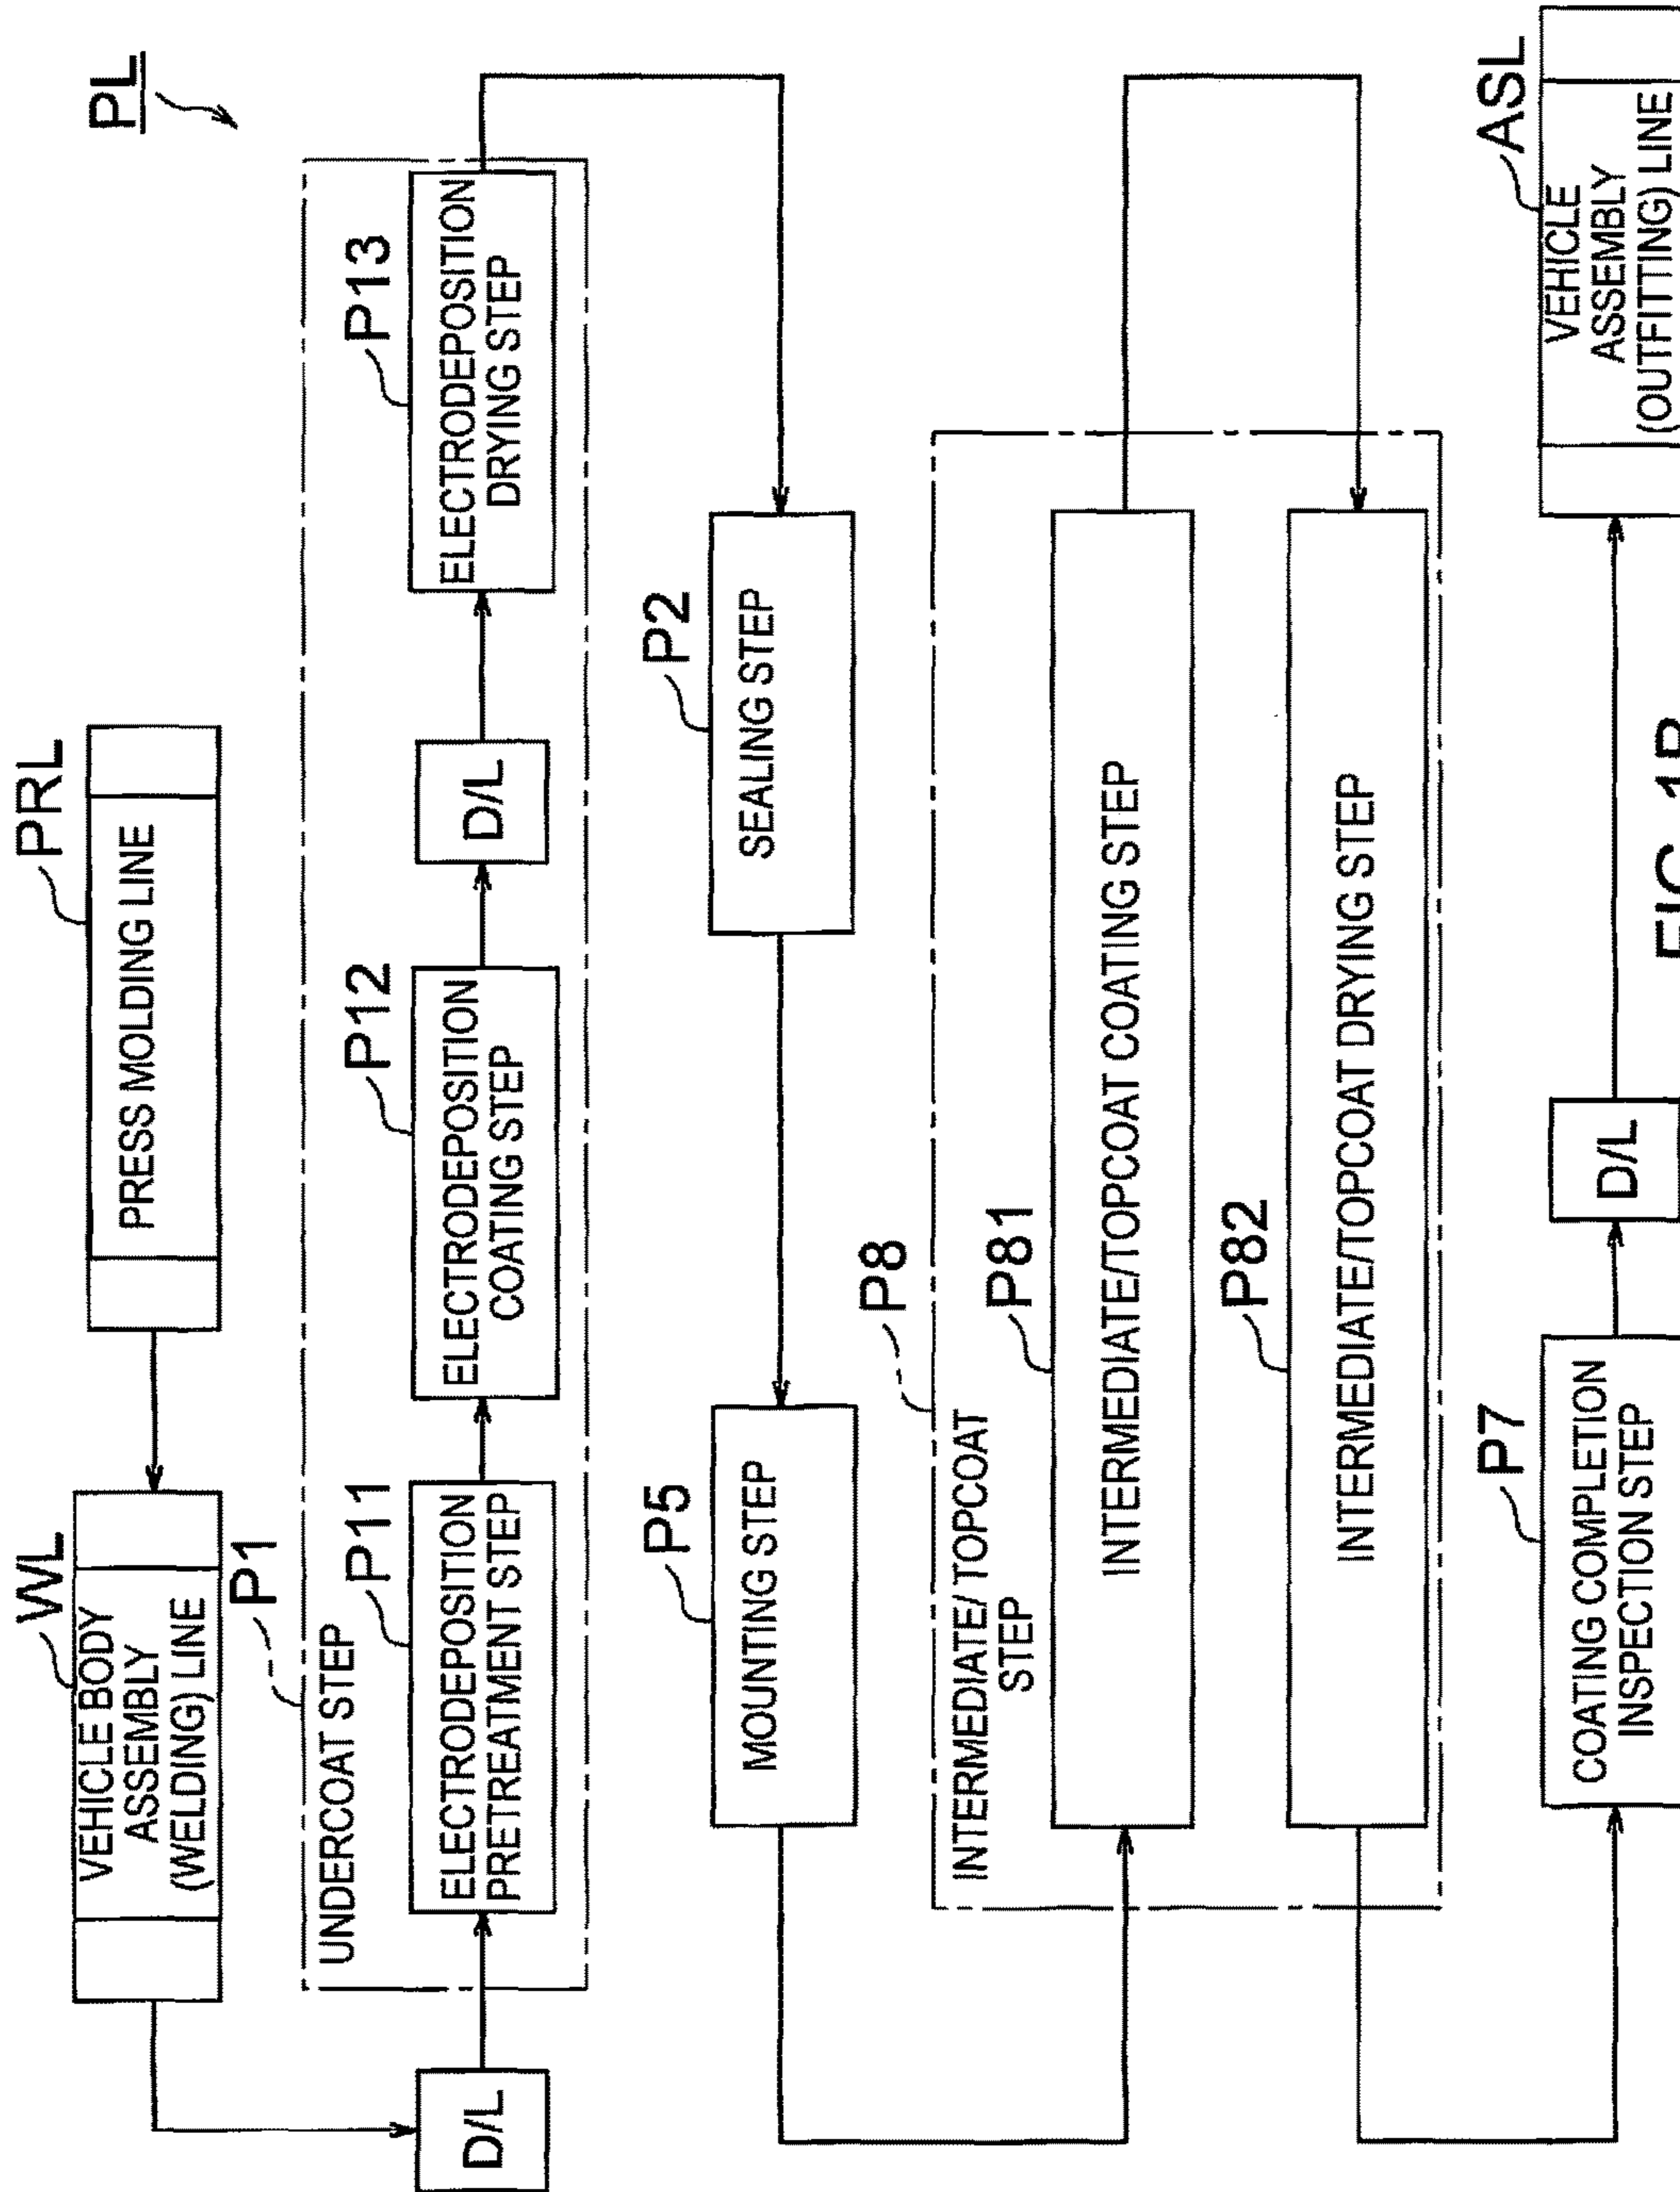 PL
PRL
PRESS MOLDING LINE
WL
VEHICLE BODY
ASSEMBLY
(WELDING) LINE
P1
UNDERCOAT STEP
D/L
P11
ELECTRODEPOSITION
PRETREATMENT STEP
P12
ELECTRODEPOSITION
COATING STEP
D/L
P13
ELECTRODEPOSITION
DRYING STEP
P2
SEALING STEP
P5
MOUNTING STEP
P8
INTERMEDIATE/ TOPCOAT
STEP
P81
INTERMEDIATE/TOPCOAT COATING STEP
P82
INTERMEDIATE/TOPCOAT DRYING STEP
P7
COATING COMPLETION
INSPECTION STEP
D/L
ASL
VEHICLE
ASSEMBLY
(OUTFITTING) LINE
FIG. 1B